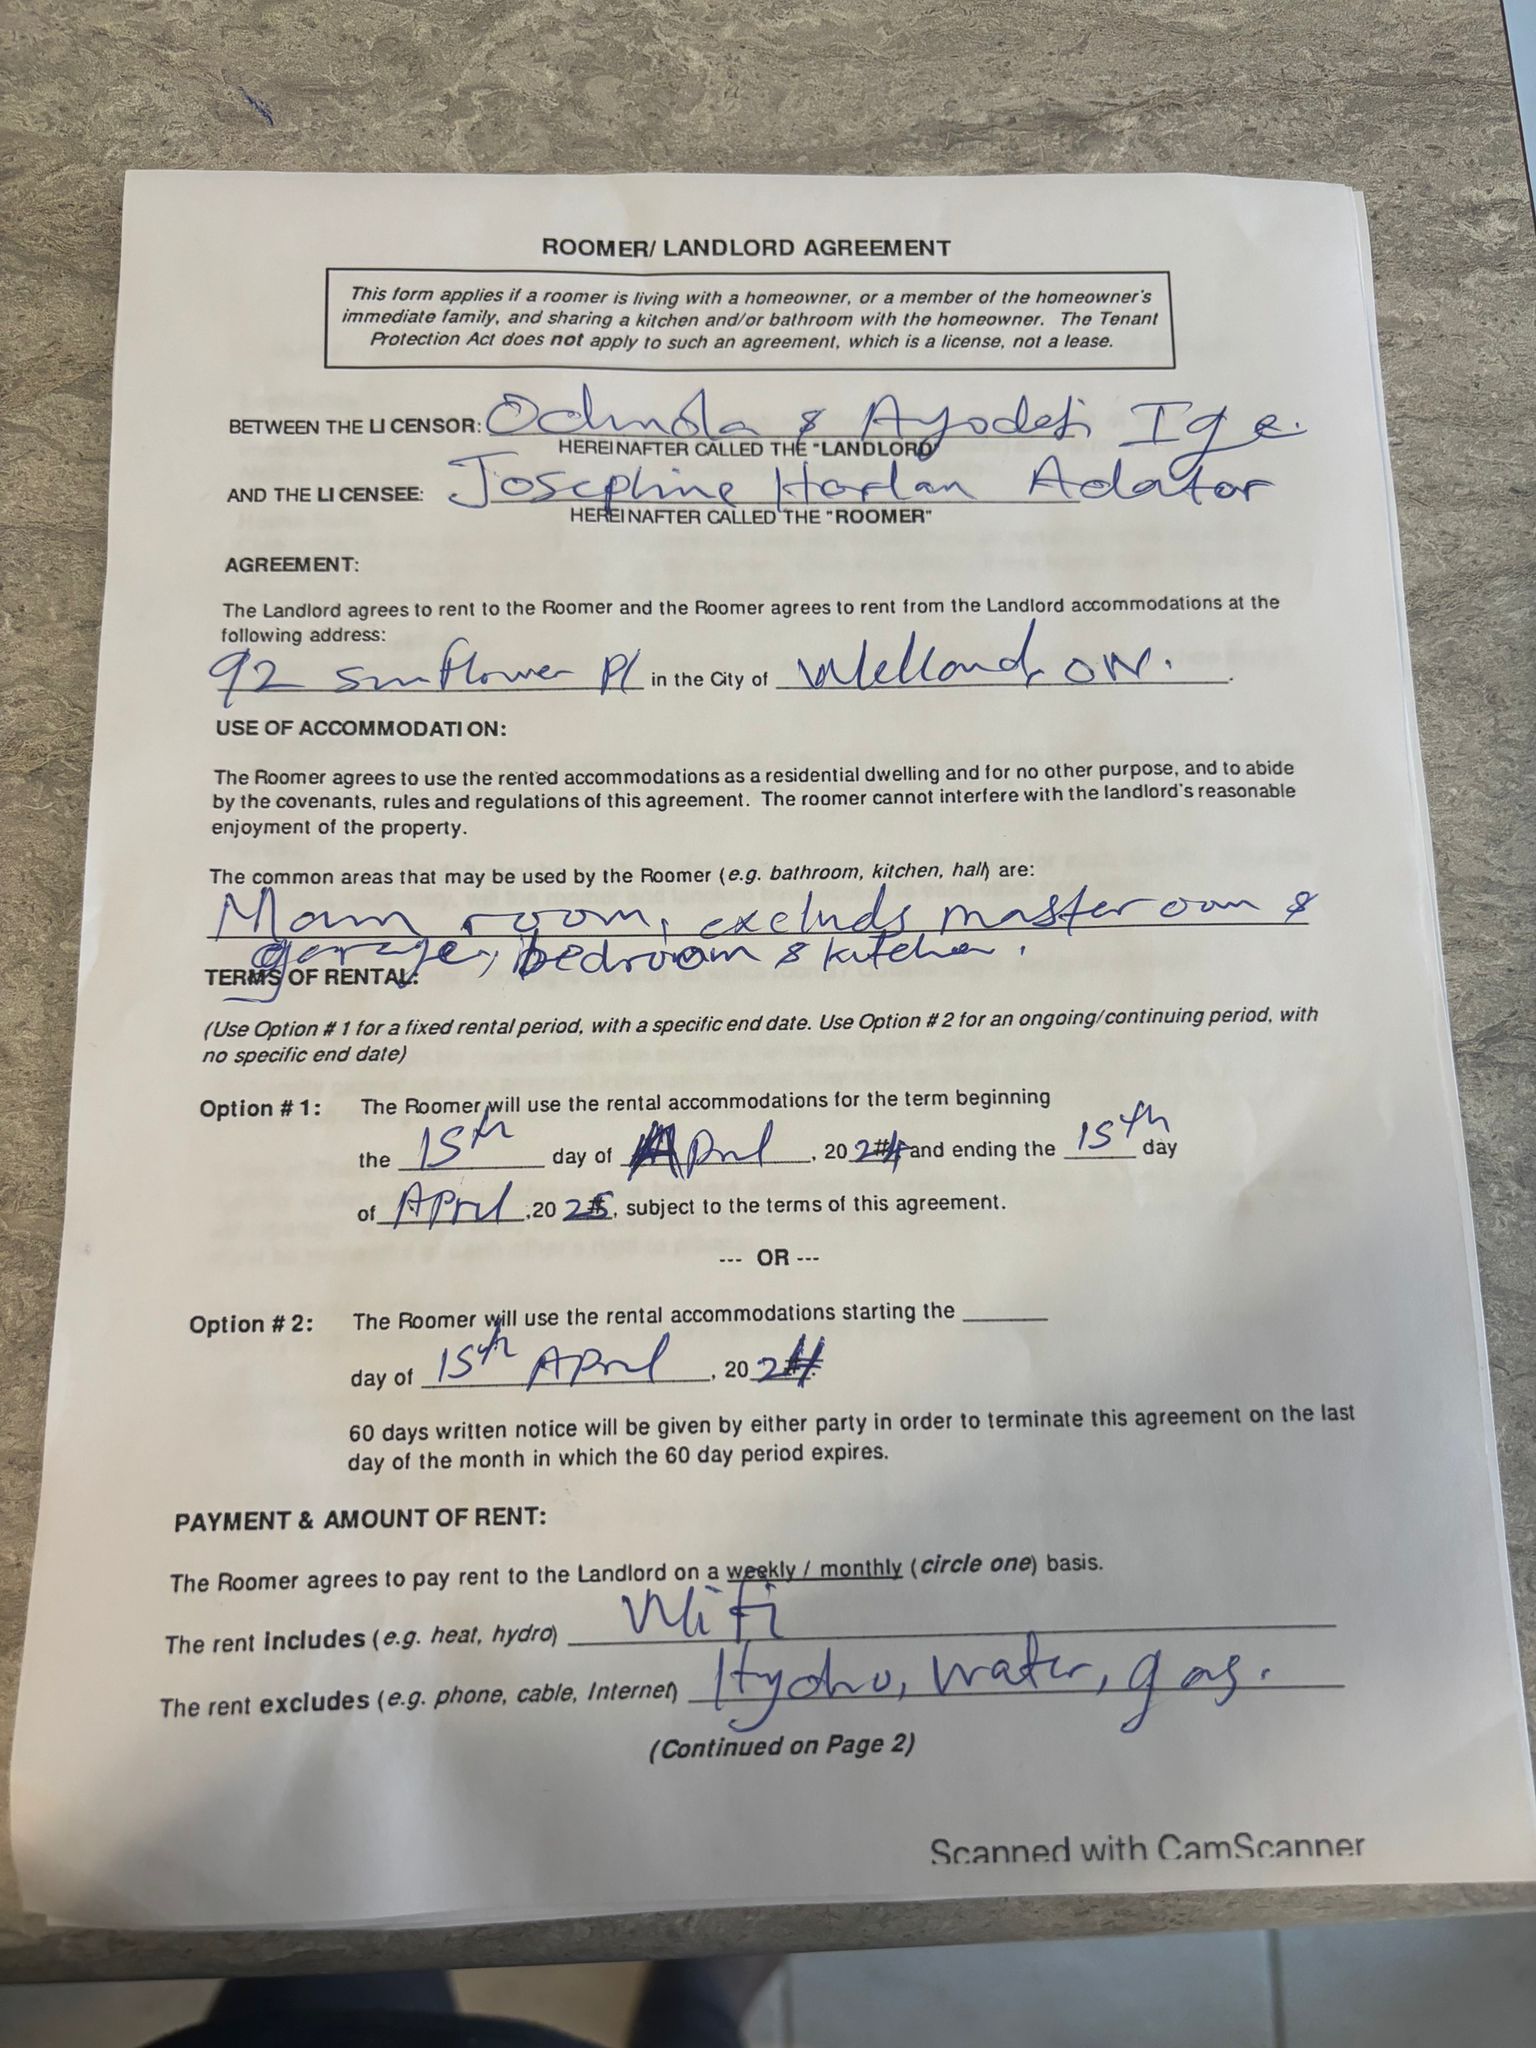 ROOMER/ LANDLORD AGREEMENT
This form applies if a roomer is living with a homeowner, or a member of the homeowner's
immediate family, and sharing a kitchen and/or bathroom with the homeowner. The Tenant
Protection Act does not apply to such an agreement, which is a license, not a lease.
BETWEEN THE LICENSOR: & Ayodeji Ige.
HEREINAFTER CALLED THE "LANDLORD"
AND THE LICENSEE: Josephine Harlan Adator
HEREINAFTER CALLED THE "ROOMER"
AGREEMENT:
The Landlord agrees to rent to the Roomer and the Roomer agrees to rent from the Landlord accommodations at the
following address:
92 Sunflower Pl in the City of Welland, ON.
USE OF ACCOMMODATION:
The Roomer agrees to use the rented accommodations as a residential dwelling and for no other purpose, and to abide
by the covenants, rules and regulations of this agreement. The roomer cannot interfere with the landlord's reasonable
enjoyment of the property.
The common areas that may be used by the Roomer (e.g. bathroom, kitchen, hall) are:
room, masteroom &
garage, bedroom & kitchen.
TERMS OF RENTAL:
(Use Option # 1 for a fixed rental period, with a specific end date. Use Option # 2 for an ongoing/continuing period, with
no specific end date)
Option # 1: The Roomer will use the rental accommodations for the term beginning
the 15th day of April, 2024 and ending the 15th day
of April, 2025, subject to the terms of this agreement.
--- OR ---
Option # 2: The Roomer will use the rental accommodations starting the
day of 15th April, 2024
60 days written notice will be given by either party in order to terminate this agreement on the last
day of the month in which the 60 day period expires.
PAYMENT & AMOUNT OF RENT:
The Roomer agrees to pay rent to the Landlord on a weekly / monthly (circle one) basis.
The rent includes (e.g. heat, hydro) Wifi
The rent excludes (e.g. phone, cable, Internet) Hydro, water, gas.
(Continued on Page 2)
Scanned with CamScanner